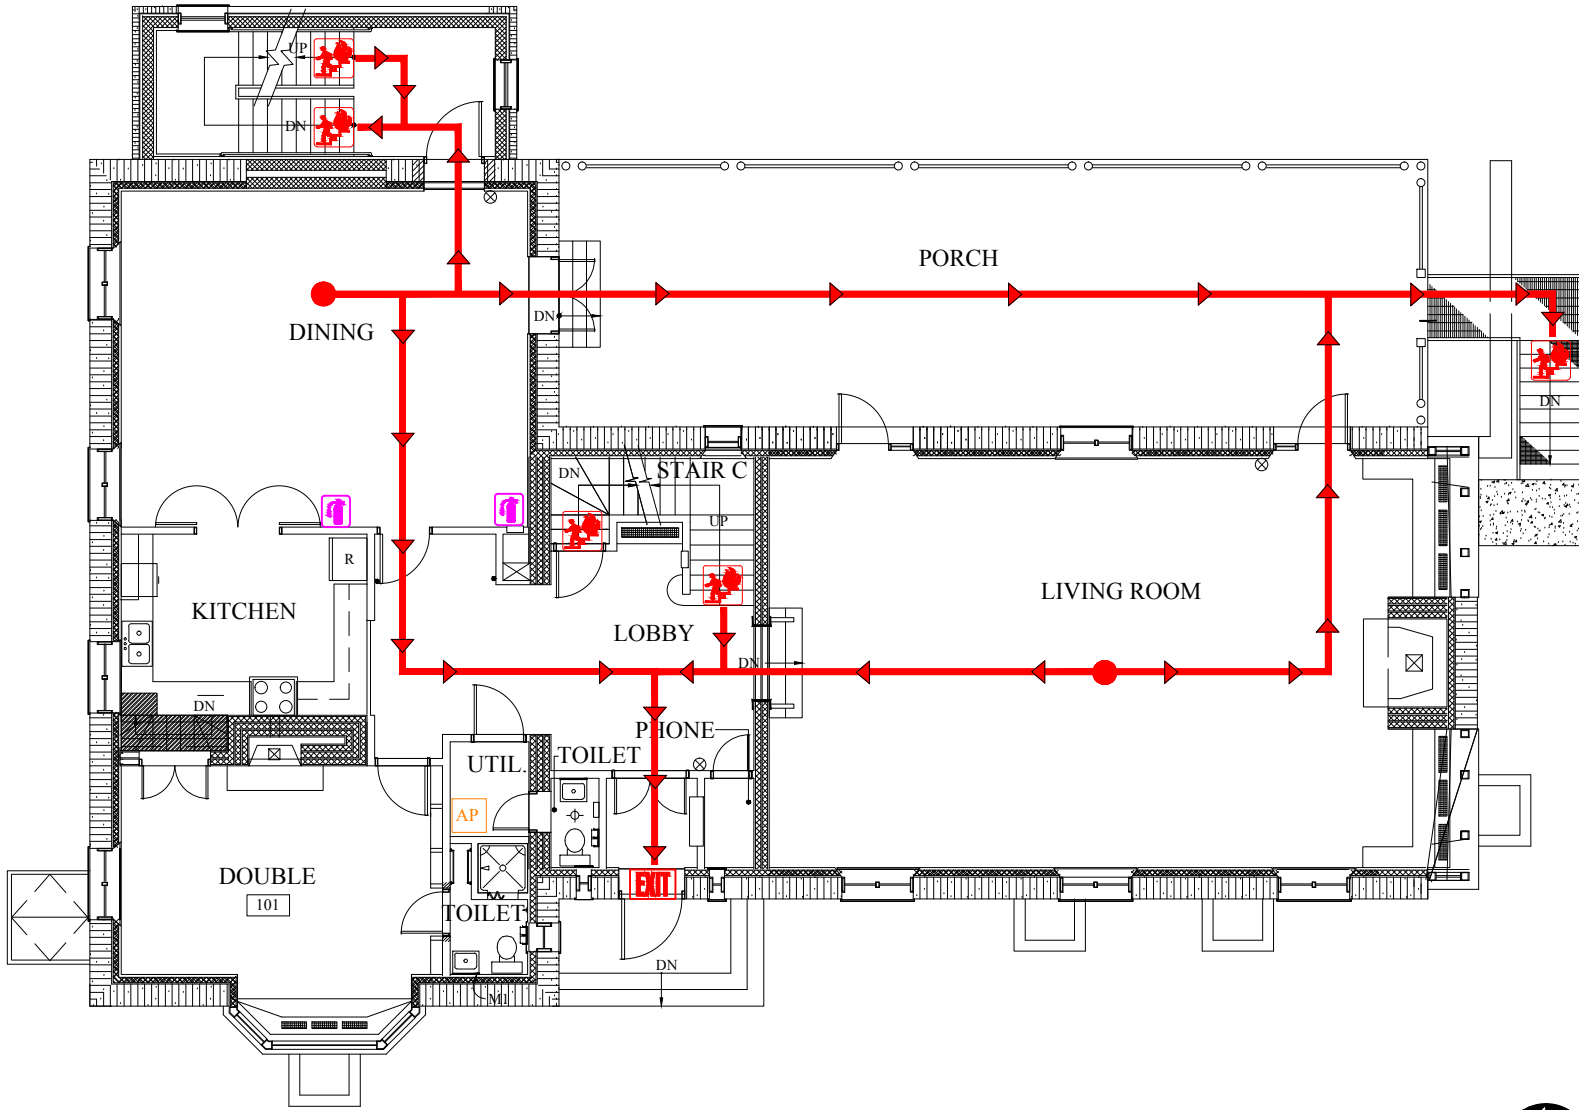 UP
DN
PORCH
DINING
DN
DN
STAIR C
DN
UP
R
KITCHEN
LIVING ROOM
LOBBY
DN
DN
PHONE
TOILET
UTIL.
AP
DOUBLE
101
EXIT
TOILET
DN
M1